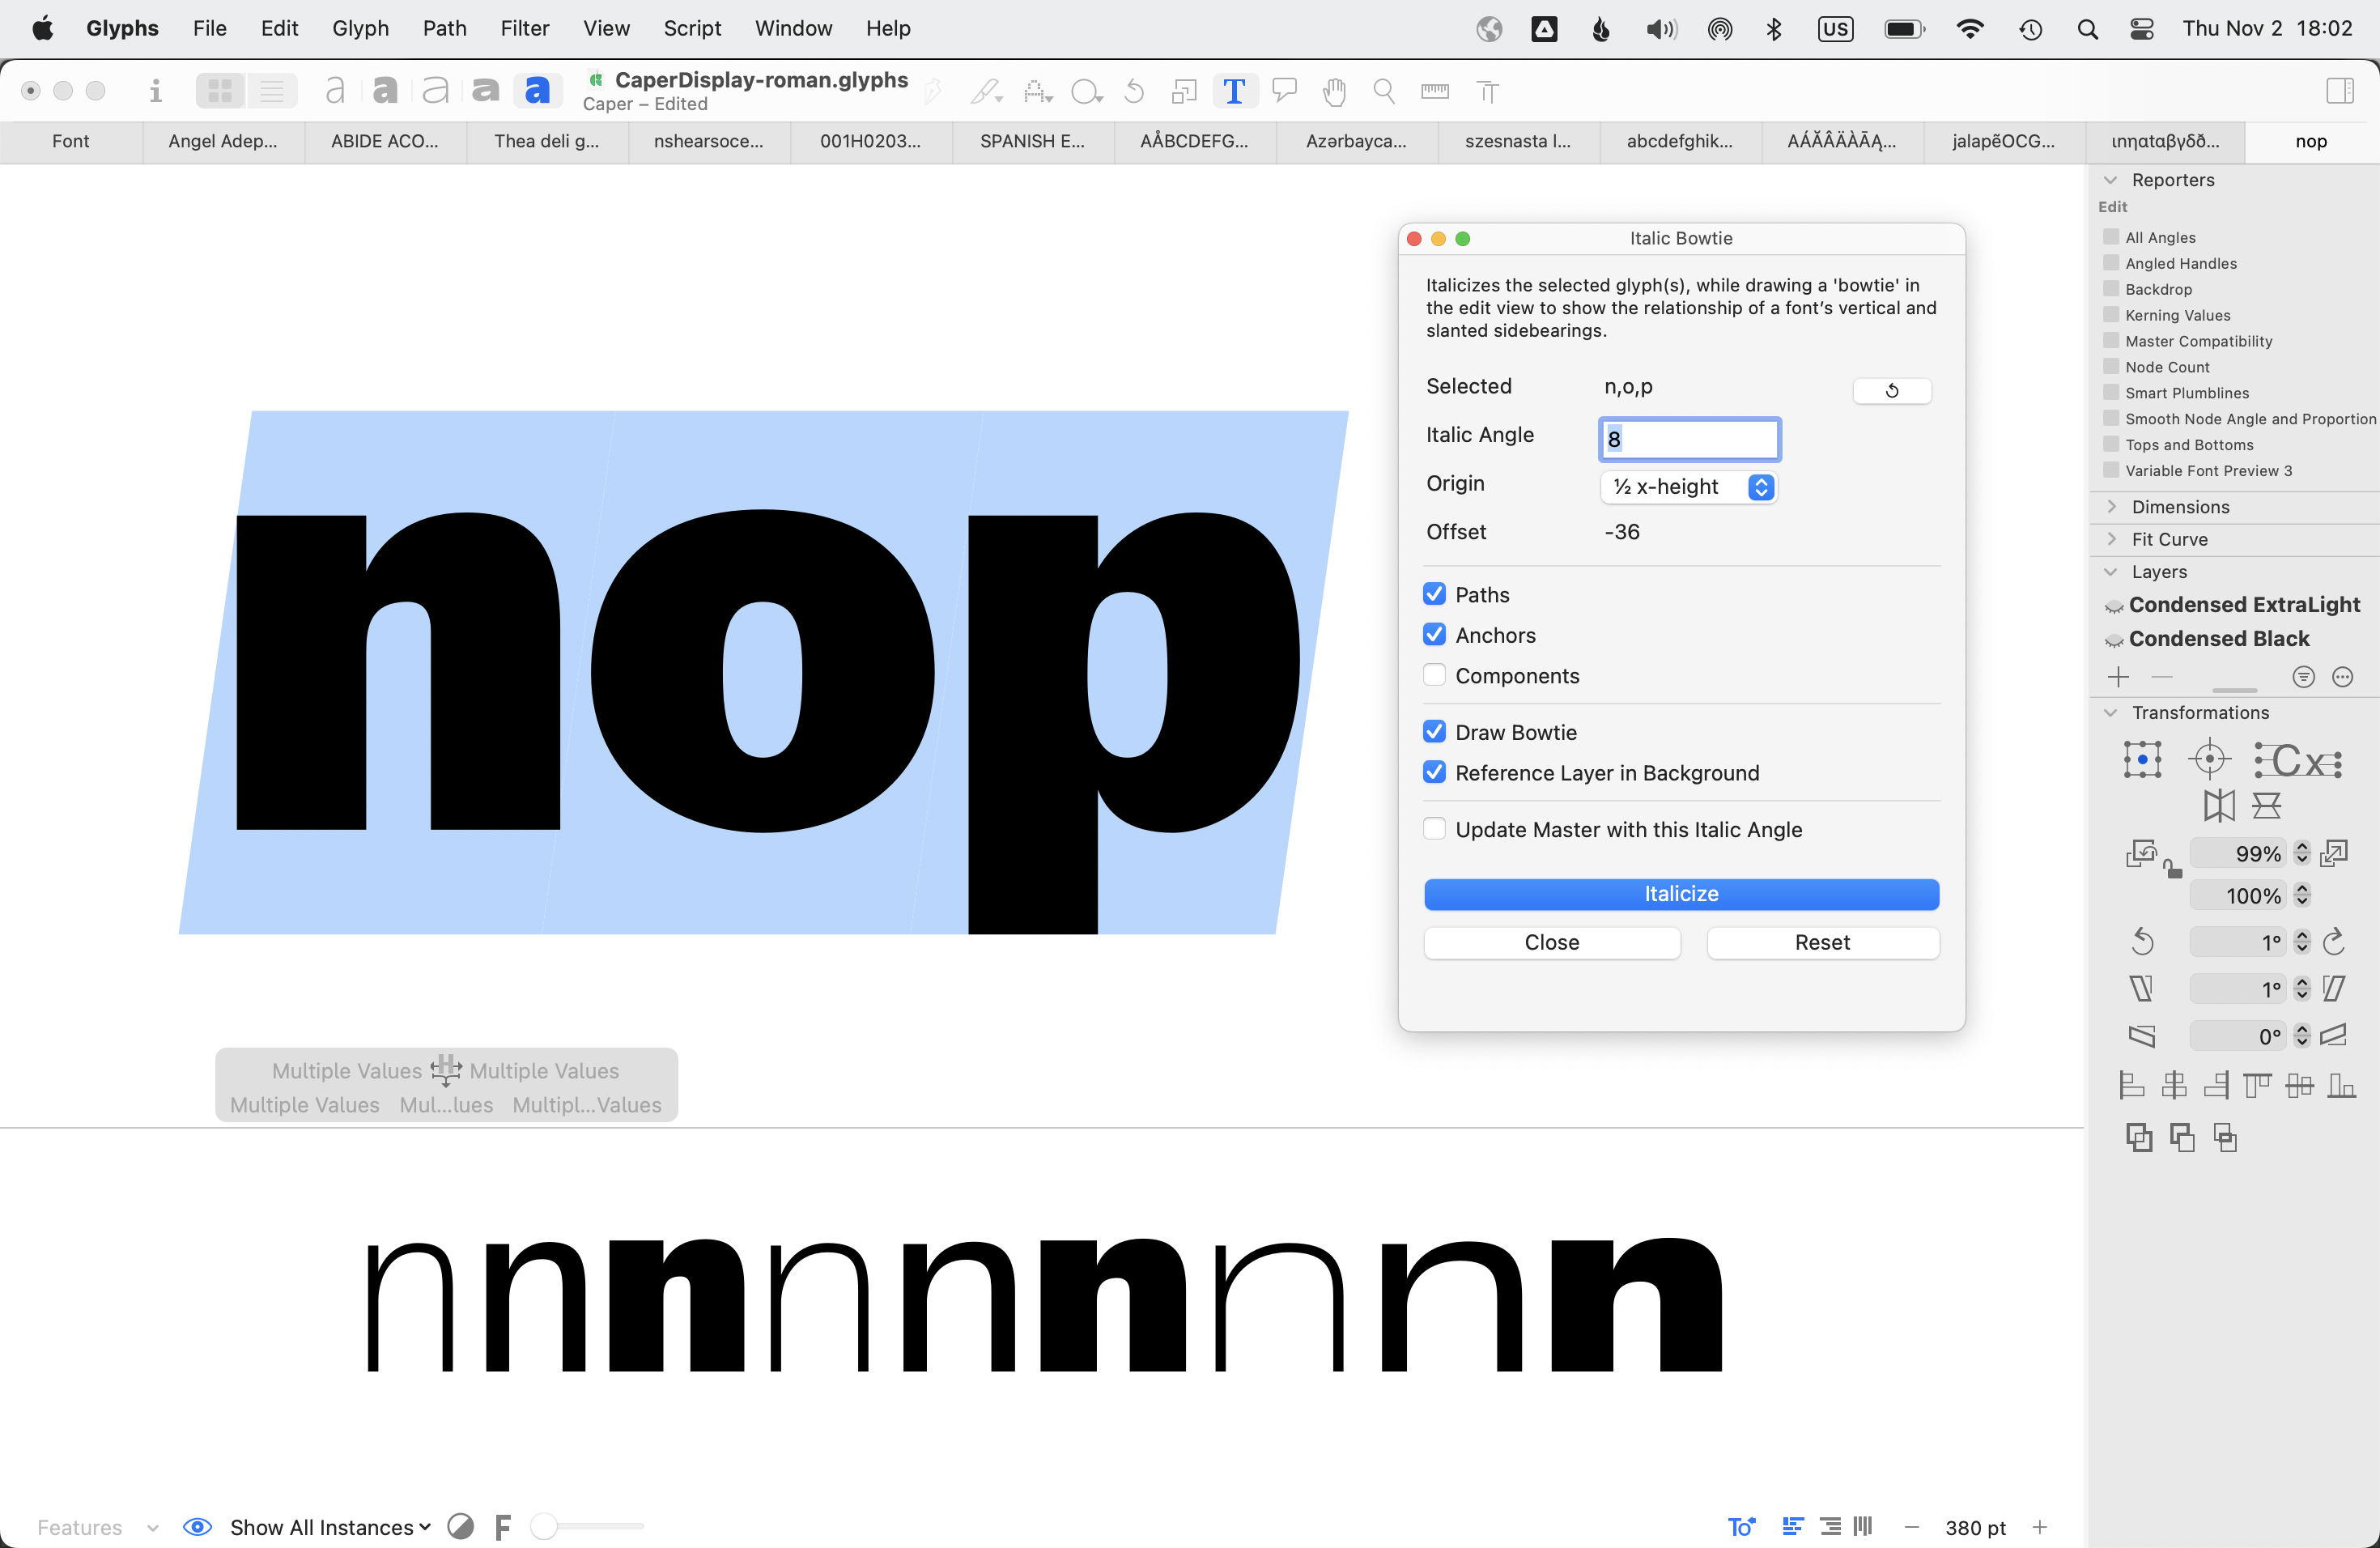 Glyphs File Edit Glyph Path Filter View Script Window Help US Thu Nov 2 18:02
a a a a a CaperDisplay-roman.glyphs T
Caper – Edited
Font Angel Adep... ABIDE ACO... Thea deli g... nshearsoce... 001H0203... SPANISH E... AÅBCDEFG... Azərbayca... szesnasta l... abcdefghik... AÁĂÂÄÀĀĄ... jalapẽOCG... ιnηαtαβγδð... nop
Reporters
Edit
All Angles
Angled Handles
Backdrop
Kerning Values
Master Compatibility
Node Count
Smart Plumblines
Smooth Node Angle and Proportion
Tops and Bottoms
Variable Font Preview 3
Dimensions
Fit Curve
Layers
Condensed ExtraLight
Condensed Black
Transformations
Cx
99%
100%
1°
1°
0°
nop
Italic Bowtie
Italicizes the selected glyph(s), while drawing a 'bowtie' in
the edit view to show the relationship of a font’s vertical and
slanted sidebearings.
Selected n,o,p
Italic Angle 8
Origin ½ x-height
Offset -36
Paths
Anchors
Components
Draw Bowtie
Reference Layer in Background
Update Master with this Italic Angle
Italicize
Close Reset
Multiple Values H Multiple Values
Multiple Values Mul...lues Multipl...Values
nnnnnnnnn
Features Show All Instances F To 380 pt